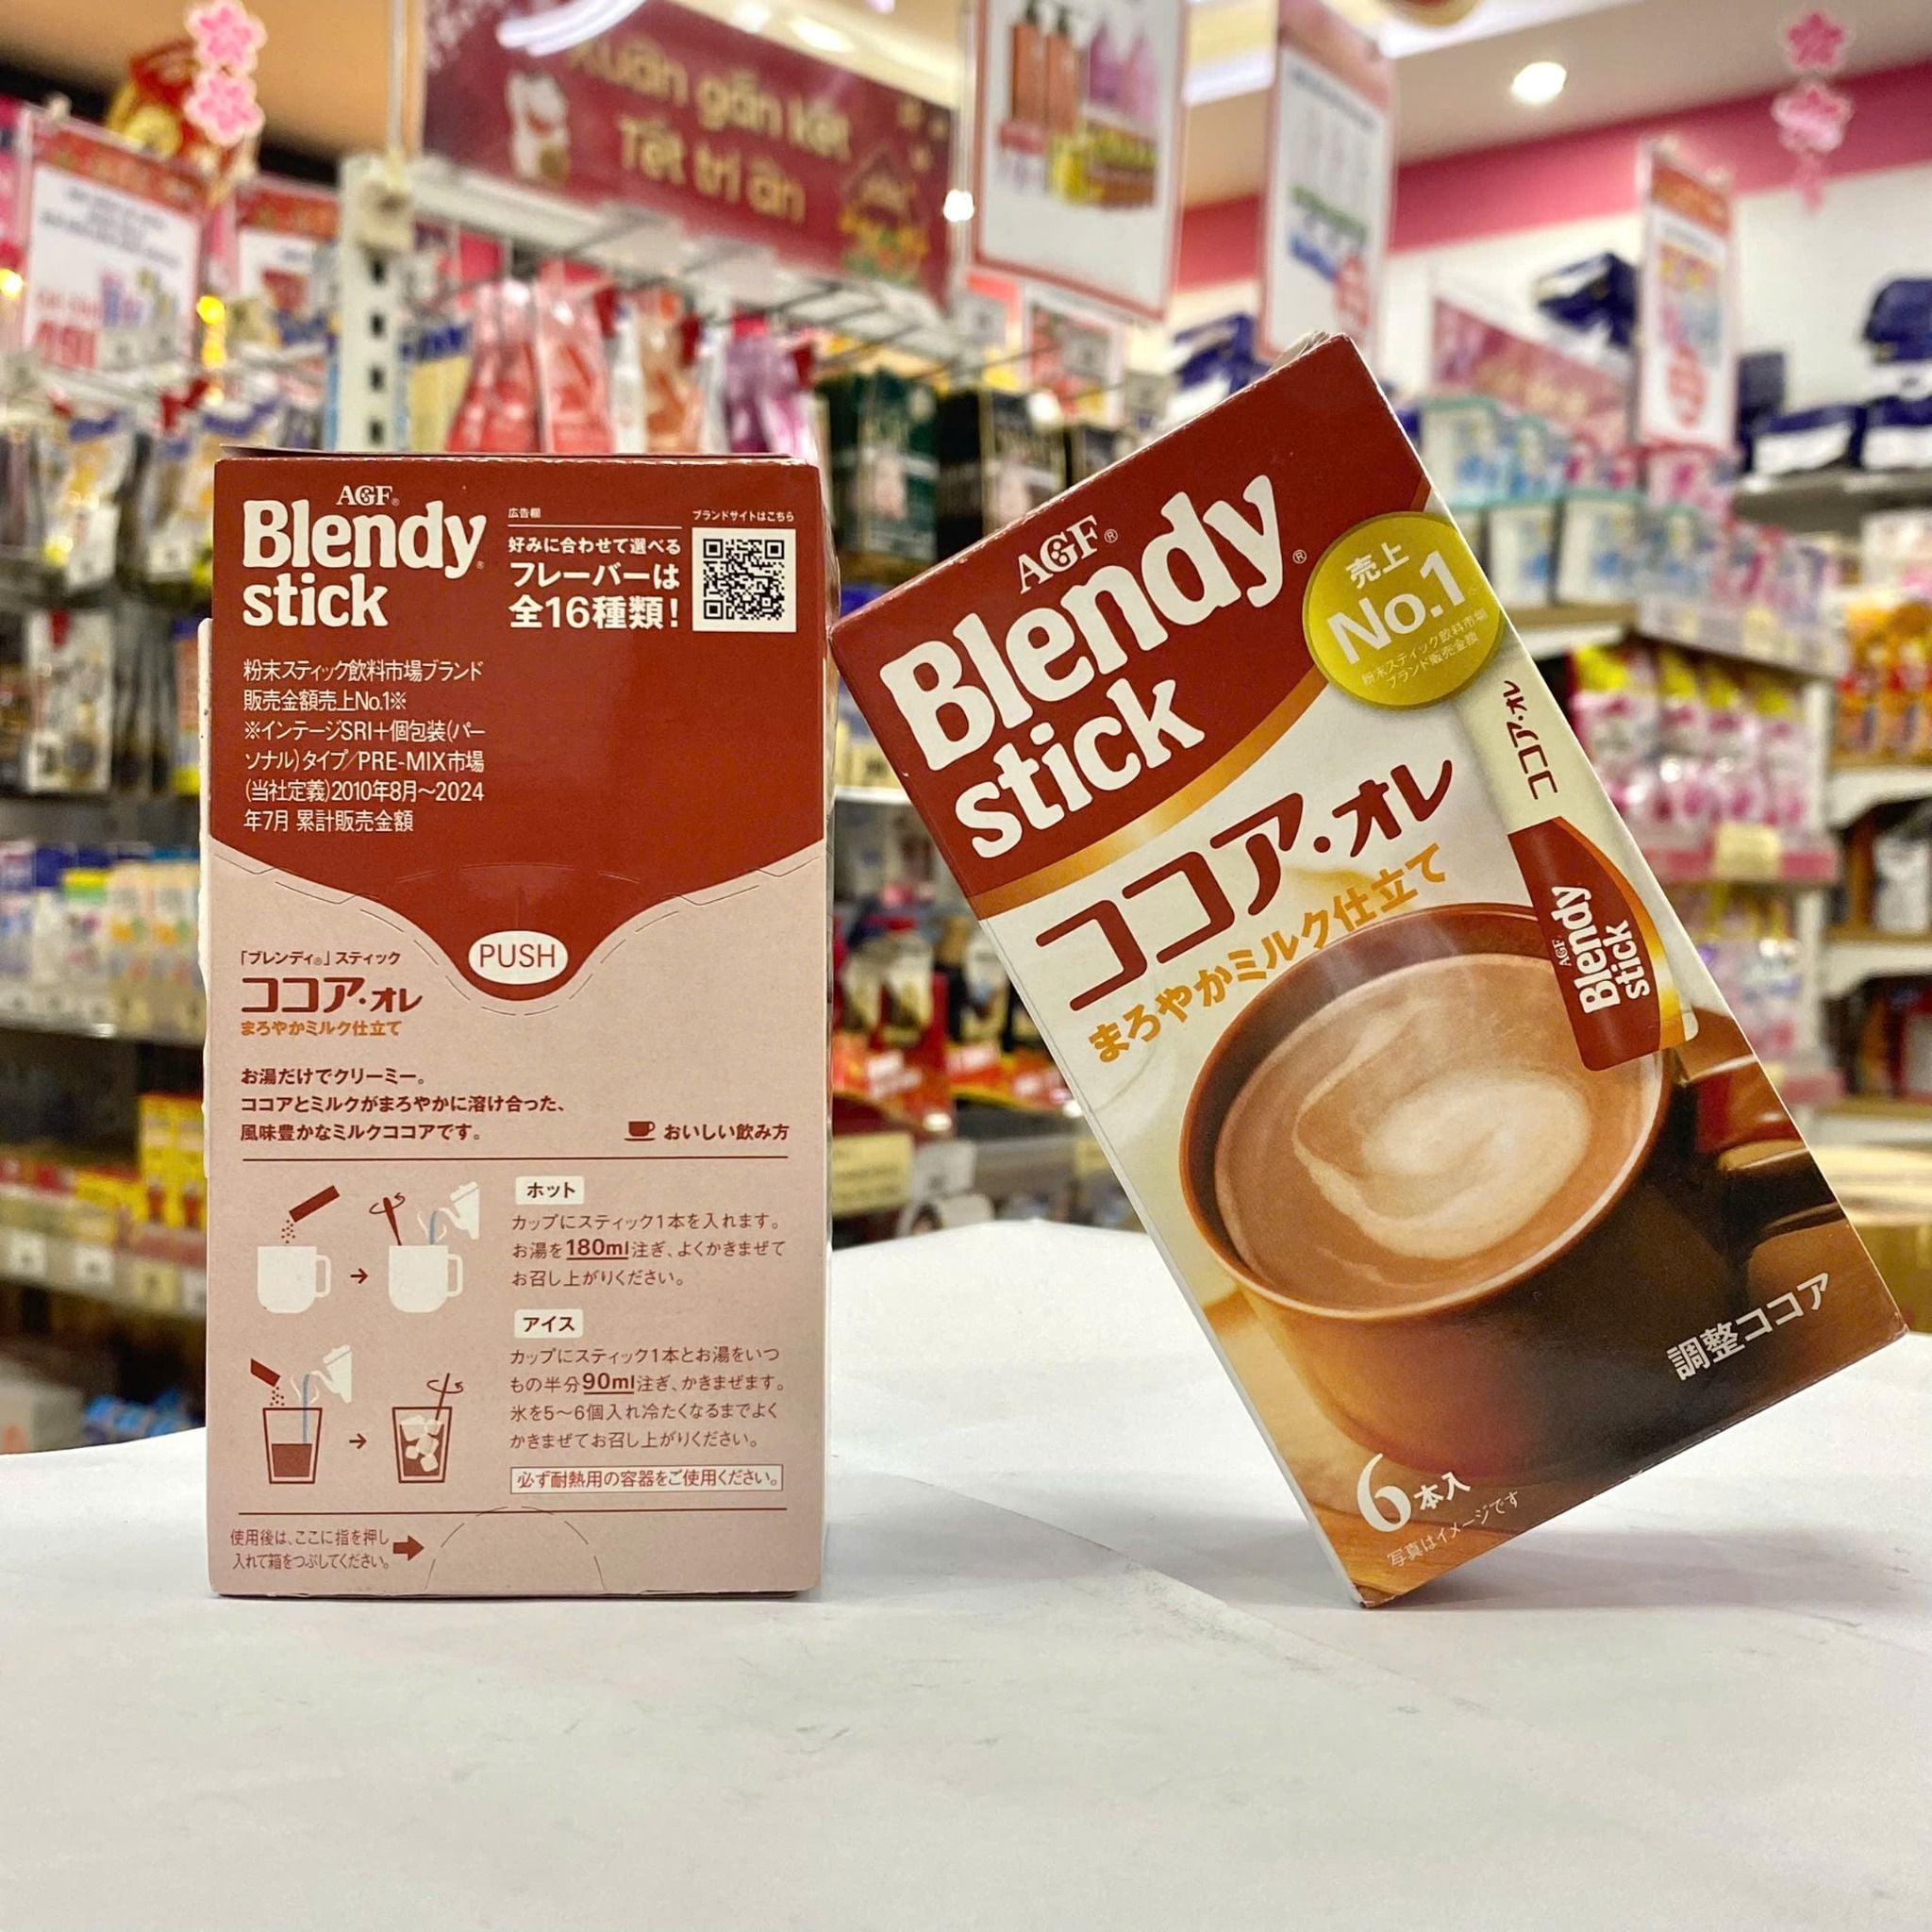 Xuân gắn kết
Tết tri ân
AGF®
Blendy®
stick
広告欄
好みに合わせて選べる
フレーバーは
全16種類!
ブランドサイトはこちら
粉末スティック飲料市場ブランド
販売金額売上No.1※
※インテージSRI+個包装(パー
ソナル)タイプ/PRE-MIX市場
(当社定義)2010年8月〜2024
年7月 累計販売金額
PUSH
「ブレンディ®」スティック
ココア・オレ
まろやかミルク仕立て
お湯だけでクリーミー。
ココアとミルクがまろやかに溶け合った、
風味豊かなミルクココアです。
おいしい飲み方
ホット
カップにスティック1本を入れます。
お湯を180ml注ぎ、よくかきまぜて
お召し上がりください。
アイス
カップにスティック1本とお湯をいつ
もの半分90ml注ぎ、かきまぜます。
氷を5〜6個入れ冷たくなるまでよく
かきまぜてお召し上がりください。
必ず耐熱用の容器をご使用ください。
使用後は、ここに指を押し
入れて箱をつぶしてください。
AGF®
Blendy®
stick
売上
No.1※
粉末スティック飲料市場
ブランド販売金額
ココア・オレ
まろやかミルク仕立て
ココア・オレ
AGF
Blendy
stick
調整ココア
6本入
写真はイメージです